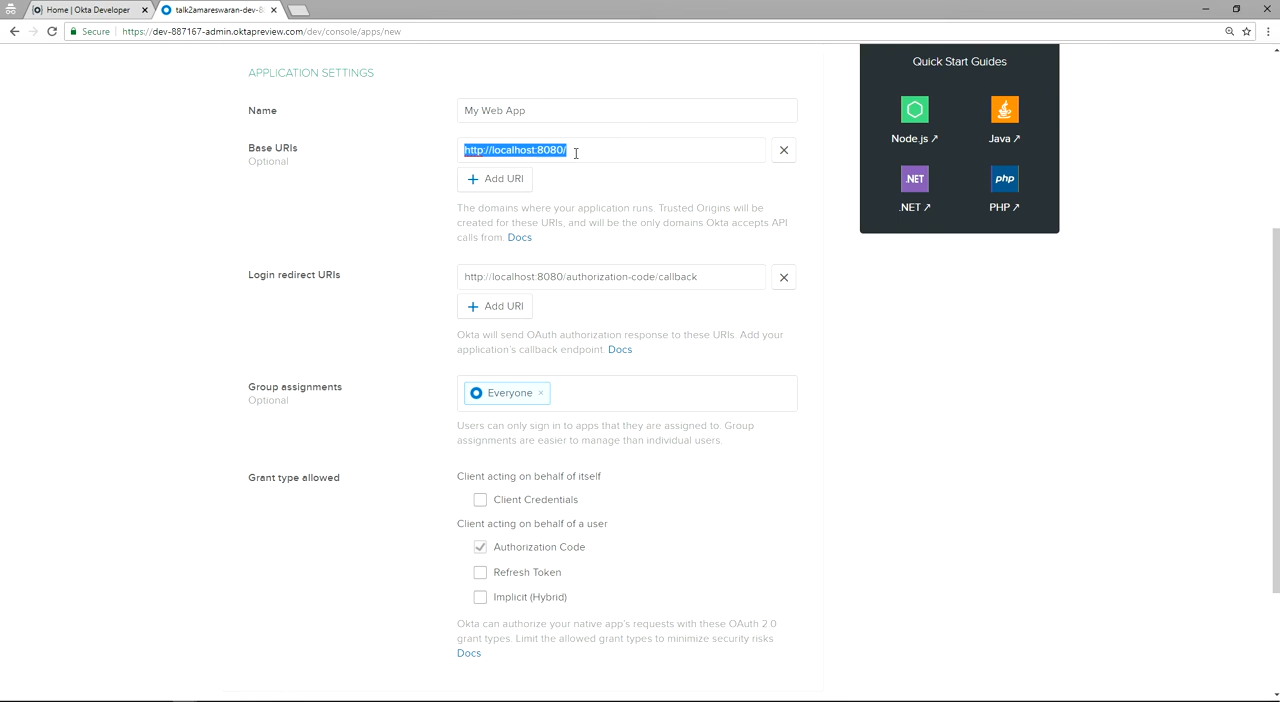 Home | Okta Developer
talk2amareswaran-dev-8
Secure
https://dev-887167-admin.oktapreview.com/dev/console/apps/new
APPLICATION SETTINGS
Name
My Web App
Base URIs
Optional
http://localhost:8080/
+ Add URI
The domains where your application runs. Trusted Origins will be
created for these URIs, and will be the only domains Okta accepts API
calls from. Docs
Login redirect URIs
http://localhost:8080/authorization-code/callback
+ Add URI
Okta will send OAuth authorization response to these URIs. Add your
application's callback endpoint. Docs
Group assignments
Optional
Everyone ×
Users can only sign in to apps that they are assigned to. Group
assignments are easier to manage than individual users.
Grant type allowed
Client acting on behalf of itself
Client Credentials
Client acting on behalf of a user
Authorization Code
Refresh Token
Implicit (Hybrid)
Okta can authorize your native app's requests with these OAuth 2.0
grant types. Limit the allowed grant types to minimize security risks.
Docs
Quick Start Guides
Node.js ↗
Java ↗
.NET
php
.NET ↗
PHP ↗